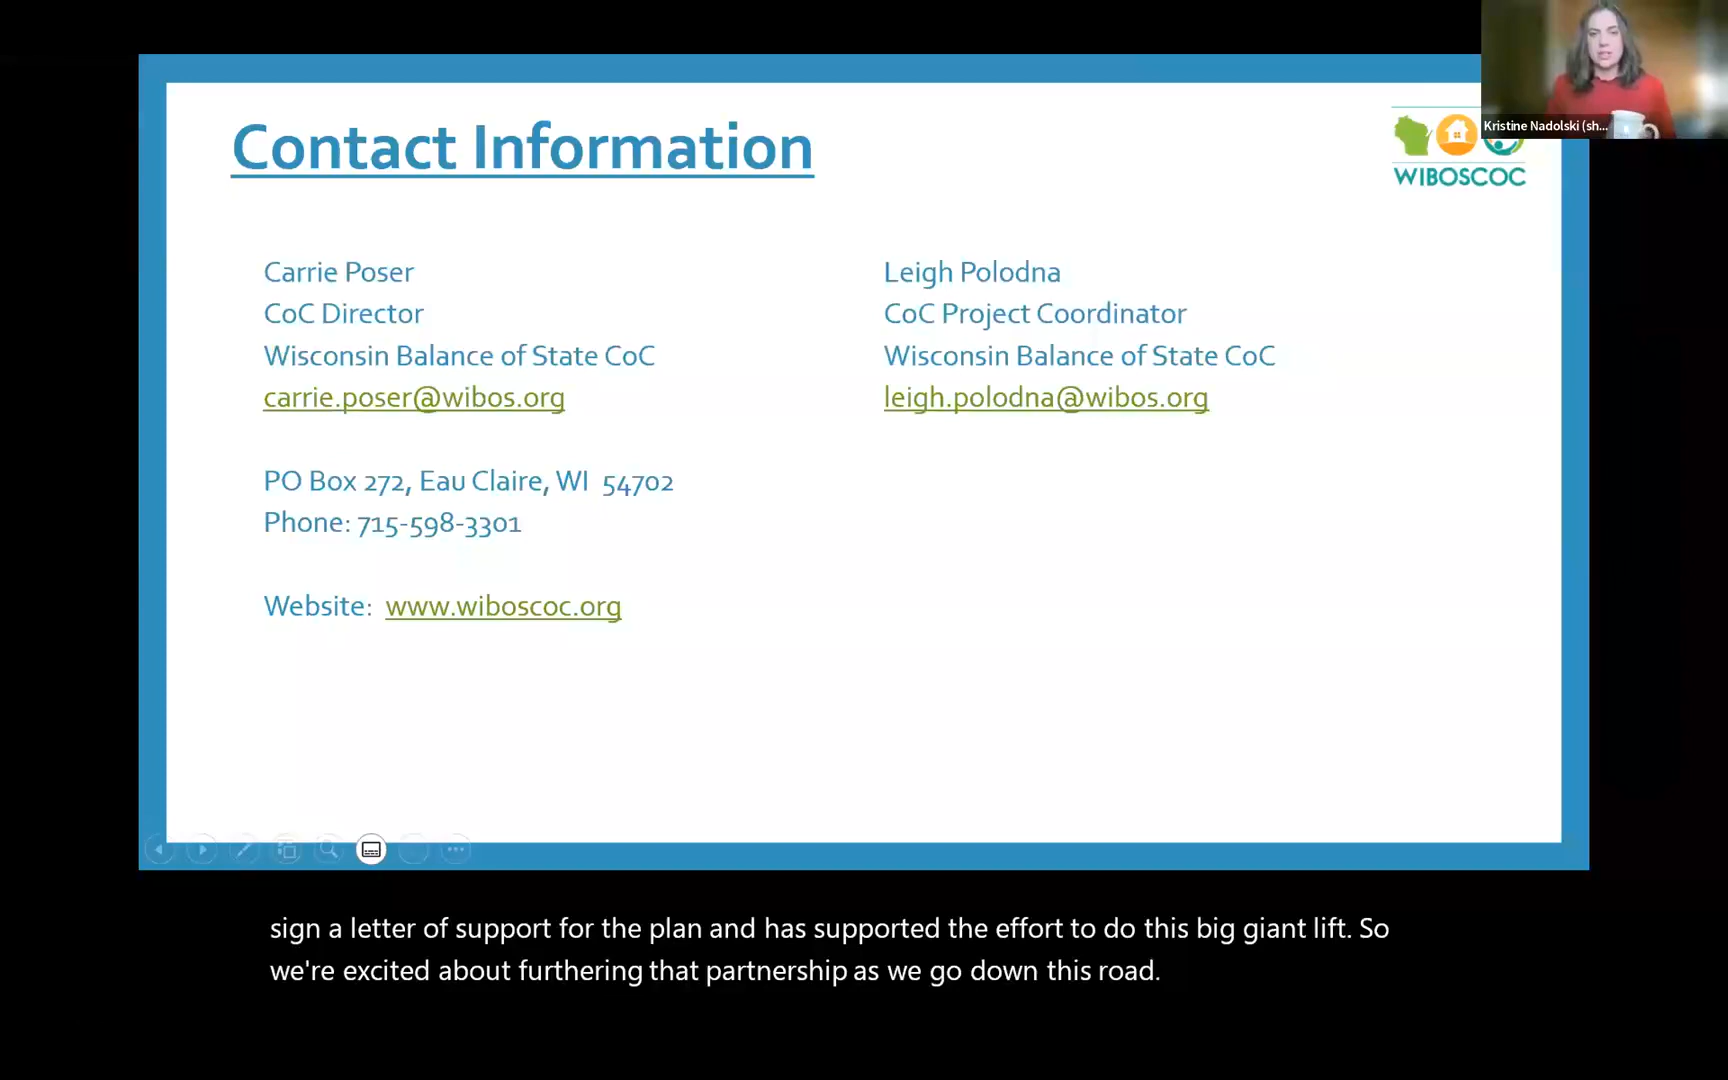 Contact Information
Kristine Nadolski (sh...
WIBOSCOC
Carrie Poser
CoC Director
Wisconsin Balance of State CoC
carrie.poser@wibos.org
Leigh Polodna
CoC Project Coordinator
Wisconsin Balance of State CoC
leigh.polodna@wibos.org
PO Box 272, Eau Claire, WI  54702
Phone: 715-598-3301
Website:  www.wiboscoc.org
sign a letter of support for the plan and has supported the effort to do this big giant lift. So
we're excited about furthering that partnership as we go down this road.